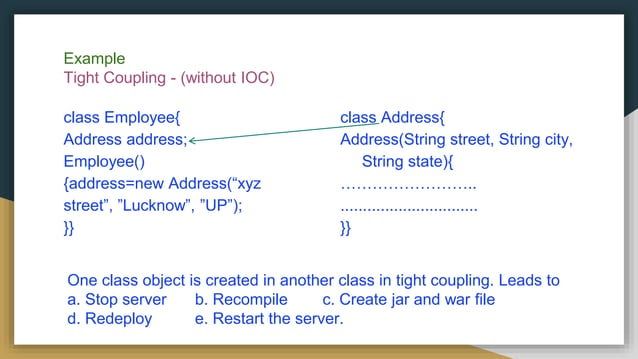 Example
Tight Coupling - (without IOC)
class Employee{
Address address;
Employee()
{address=new Address(“xyz
street”, ”Lucknow”, ”UP”);
}}
class Address{
Address(String street, String city,
String state){
……………………..
...............................
}}
One class object is created in another class in tight coupling. Leads to
a. Stop server b. Recompile c. Create jar and war file
d. Redeploy e. Restart the server.